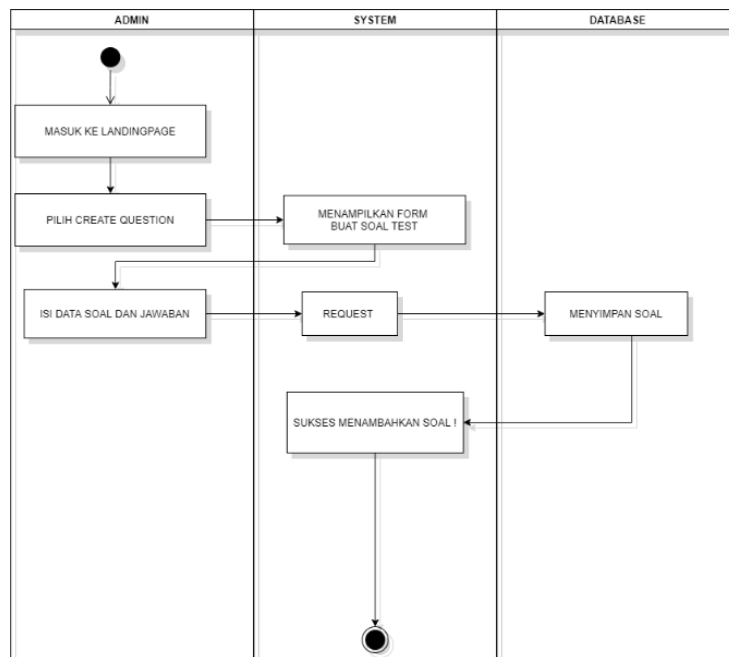 ADMIN
SYSTEM
DATABASE
MASUK KE LANDINGPAGE
PILIH CREATE QUESTION
MENAMPILKAN FORM
BUAT SOAL TEST
ISI DATA SOAL DAN JAWABAN
REQUEST
MENYIMPAN SOAL
SUKSES MENAMBAHKAN SOAL !